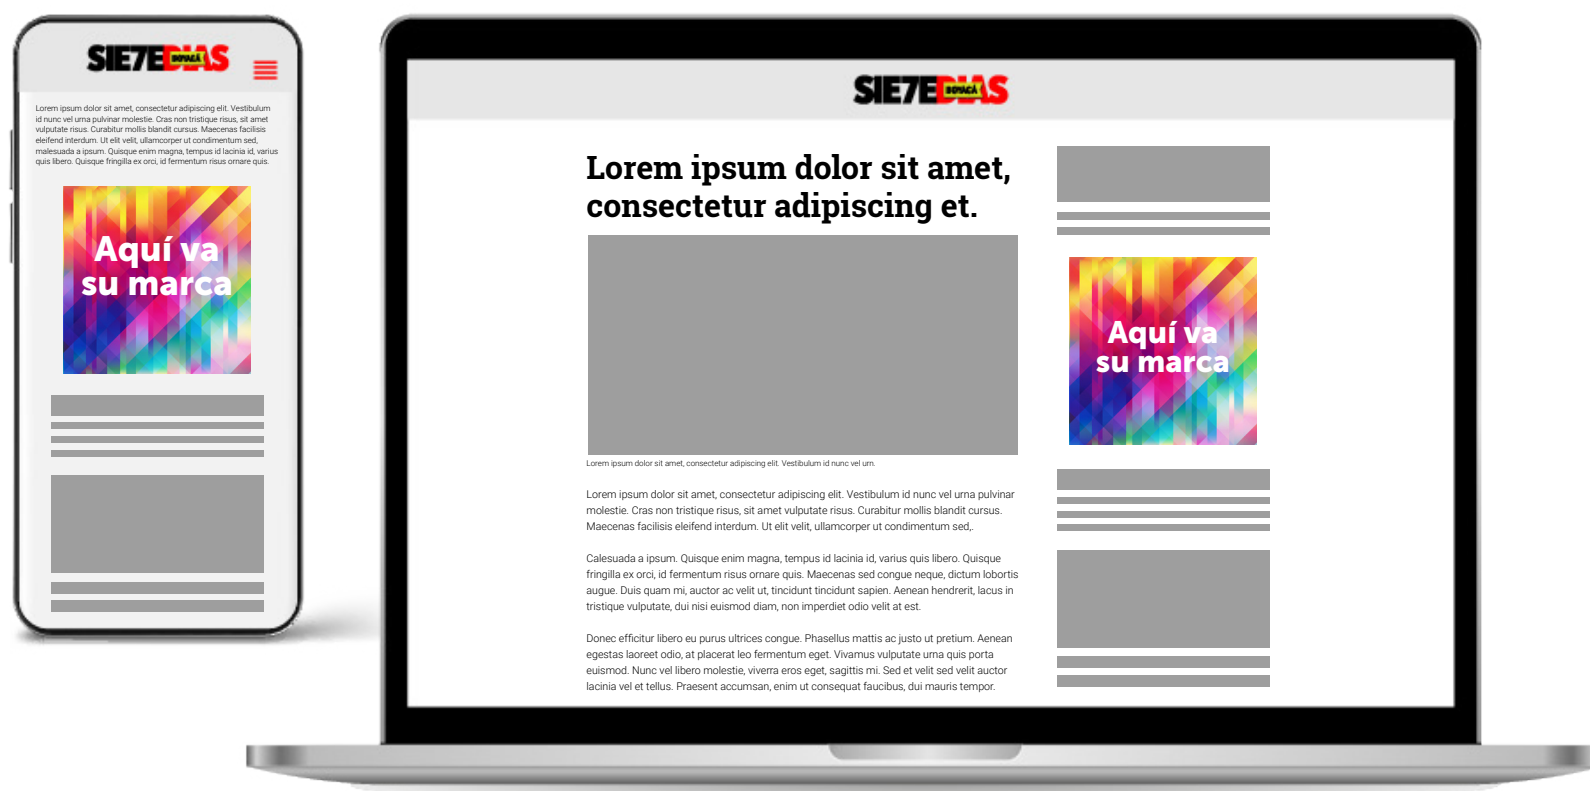 SIE7EDIAS
BOYACÁ
Lorem ipsum dolor sit amet, consectetur adipiscing elit. Vestibulum
id nunc vel urna pulvinar molestie. Cras non tristique risus, sit amet
vulputate risus. Curabitur mollis blandit cursus. Maecenas facilisis
eleifend interdum. Ut elit velit, ullamcorper ut condimentum sed,
malesuada a ipsum. Quisque enim magna, tempus id lacinia id, varius
quis libero. Quisque fringilla ex orci, id fermentum risus ornare quis.
Aquí va
su marca
SIE7EDIAS
BOYACÁ
Lorem ipsum dolor sit amet,
consectetur adipiscing et.
Lorem ipsum dolor sit amet, consectetur adipiscing elit. Vestibulum id nunc vel urn.
Lorem ipsum dolor sit amet, consectetur adipiscing elit. Vestibulum id nunc vel urna pulvinar
molestie. Cras non tristique risus, sit amet vulputate risus. Curabitur mollis blandit cursus.
Maecenas facilisis eleifend interdum. Ut elit velit, ullamcorper ut condimentum sed,.
Calesuada a ipsum. Quisque enim magna, tempus id lacinia id, varius quis libero. Quisque
fringilla ex orci, id fermentum risus ornare quis. Maecenas sed congue neque, dictum lobortis
augue. Duis quam mi, auctor ac velit ut, tincidunt tincidunt sapien. Aenean hendrerit, lacus in
tristique vulputate, dui nisi euismod diam, non imperdiet odio velit at est.
Donec efficitur libero eu purus ultrices congue. Phasellus mattis ac justo ut pretium. Aenean
egestas laoreet odio, at placerat leo fermentum eget. Vivamus vulputate urna quis porta
euismod. Nunc vel libero molestie, viverra eros eget, sagittis mi. Sed et velit sed velit auctor
lacinia vel et tellus. Praesent accumsan, enim ut consequat faucibus, dui mauris tempor.
Aquí va
su marca